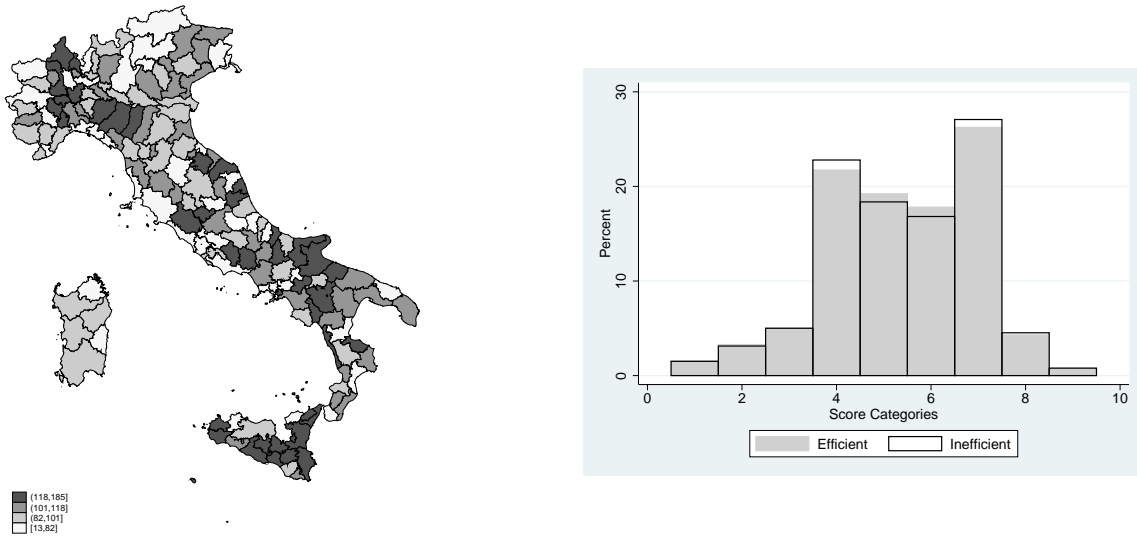 (118,185]
(101,118]
(82,101]
[13,82]
30
20
10
0
Percent
0 2 4 6 8 10
Score Categories
Efficient Inefficient